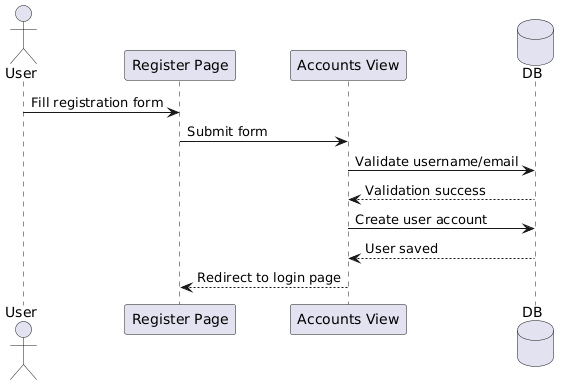 User
Register Page
Accounts View
DB
Fill registration form
Submit form
Validate username/email
Validation success
Create user account
User saved
Redirect to login page
User
Register Page
Accounts View
DB